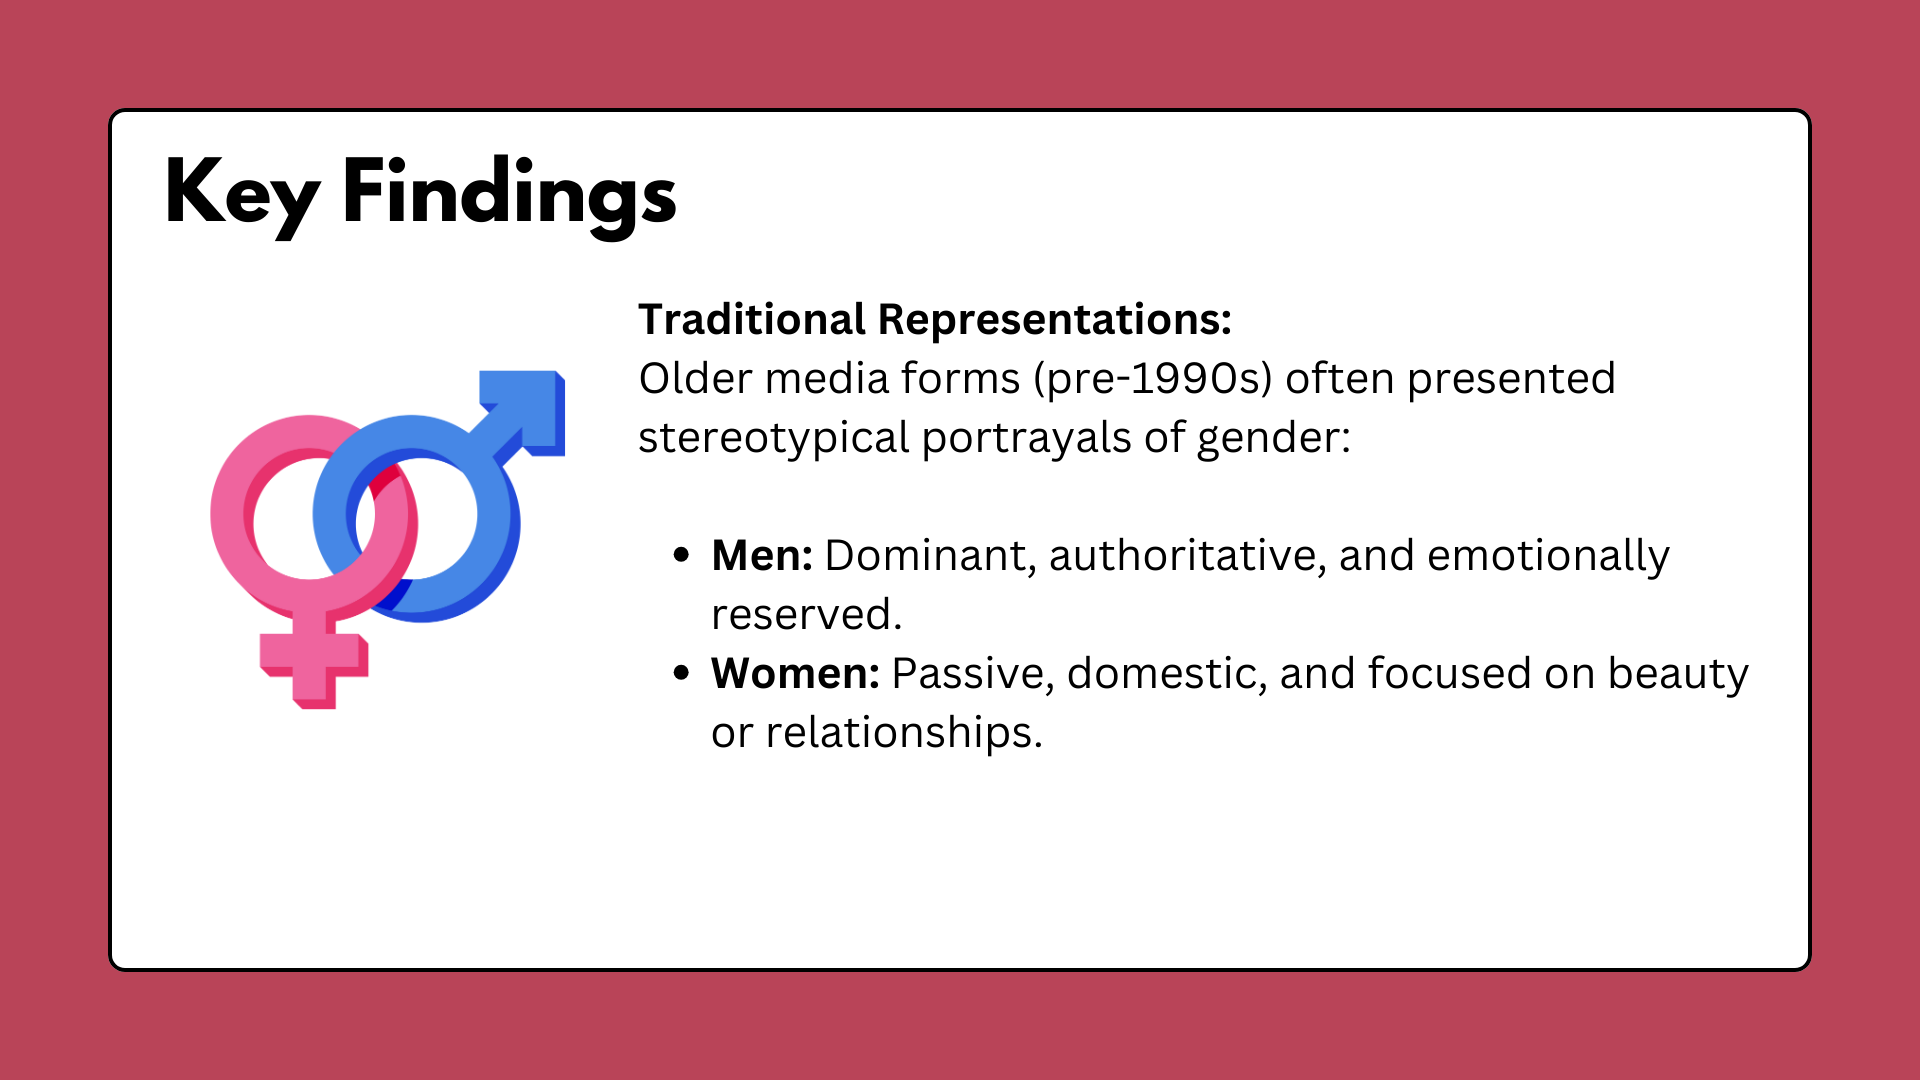 Key Findings
Traditional Representations:
Older media forms (pre-1990s) often presented
stereotypical portrayals of gender:
• Men: Dominant, authoritative, and emotionally
reserved.
• Women: Passive, domestic, and focused on beauty
or relationships.